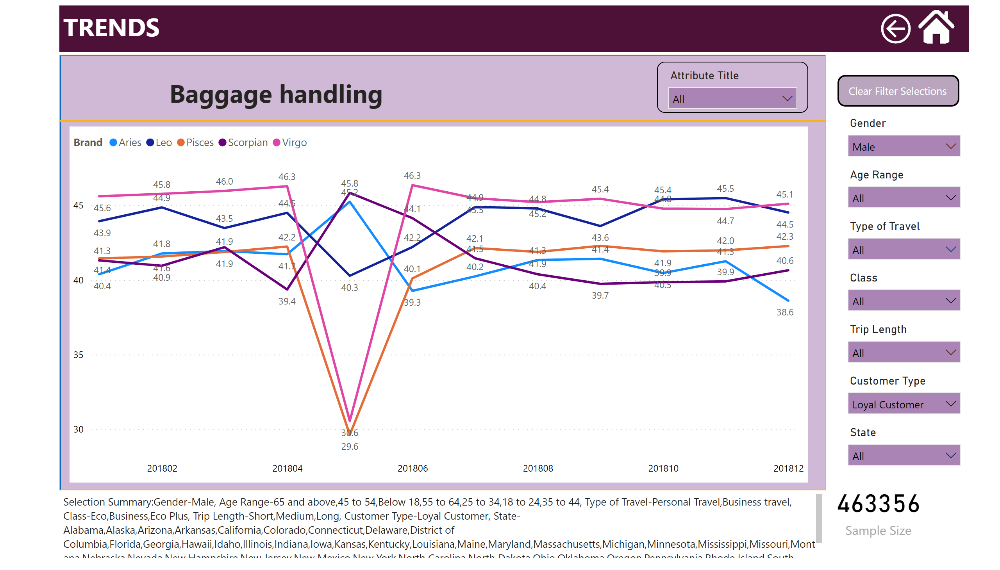 TRENDS
Baggage handling
Attribute Title
All
Clear Filter Selections
Brand Aries Leo Pisces Scorpian Virgo
46.3 46.3
45.8 46.0 45.8 45.4 45.4 45.5 45.1
44.9 44.5 45.2 44.9 44.8 44.8
45
45.6 43.5 44.1 45.5 45.2 44.7 44.5
43.9 42.2 42.2 42.1 43.6 42.0 42.3
41.3 41.8 41.9 41.5 41.3 41.4 41.3
41.4 41.6 41.9 41.7 40.1 40.2 41.9 41.9 39.9 39.9 40.6
40
40.4 40.9 40.3 40.4 40.5
39.4 39.3 39.7 38.6
35
30
30.6
29.6
201802 201804 201806 201808 201810 201812
Gender
Male
Age Range
All
Type of Travel
All
Class
All
Trip Length
All
Customer Type
Loyal Customer
State
All
463356
Sample Size
Selection Summary:Gender-Male, Age Range-65 and above,45 to 54,Below 18,55 to 64,25 to 34,18 to 24,35 to 44, Type of Travel-Personal Travel,Business travel,
Class-Eco,Business,Eco Plus, Trip Length-Short,Medium,Long, Customer Type-Loyal Customer, State-
Alabama,Alaska,Arizona,Arkansas,California,Colorado,Connecticut,Delaware,District of
Columbia,Florida,Georgia,Hawaii,Idaho,Illinois,Indiana,Iowa,Kansas,Kentucky,Louisiana,Maine,Maryland,Massachusetts,Michigan,Minnesota,Mississippi,Missouri,Mont
ana,Nebraska,Nevada,New Hampshire,New Jersey,New Mexico,New York,North Carolina,North Dakota,Ohio,Oklahoma,Oregon,Pennsylvania,Rhode Island,South